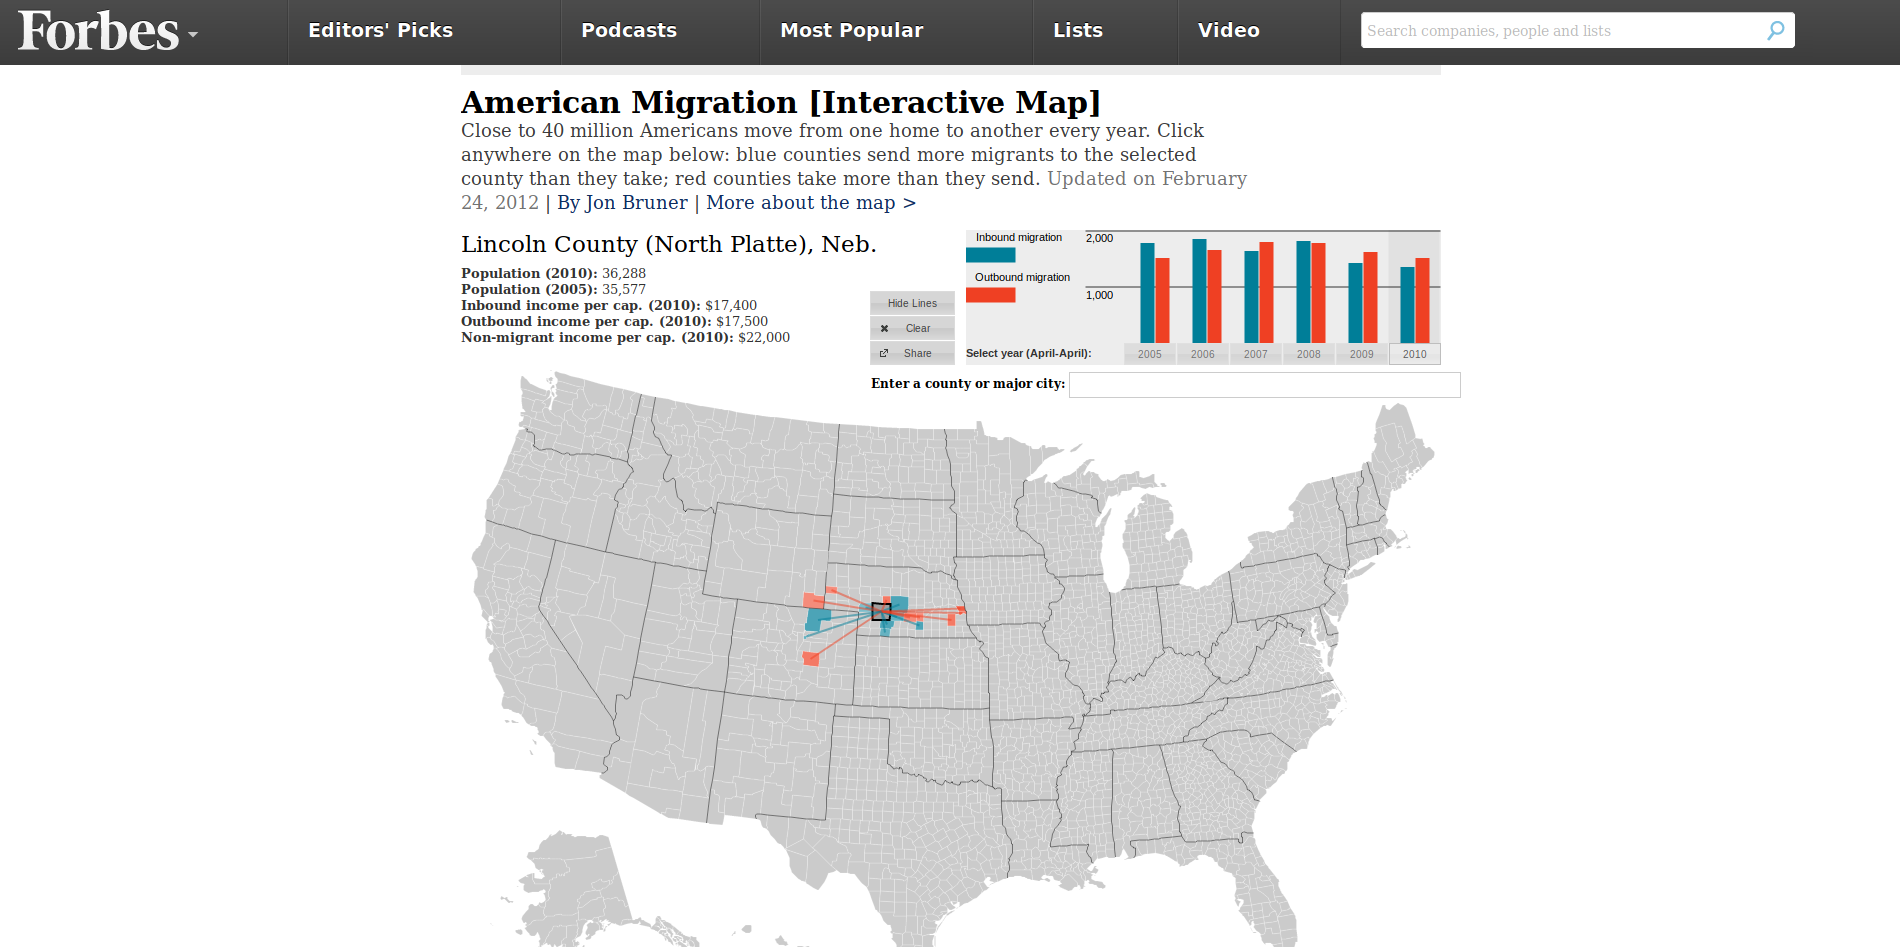 Forbes
Editors' Picks
Podcasts
Most Popular
Lists
Video
Search companies, people and lists
American Migration [Interactive Map]
Close to 40 million Americans move from one home to another every year. Click
anywhere on the map below: blue counties send more migrants to the selected
county than they take; red counties take more than they send. Updated on February
24, 2012 | By Jon Bruner | More about the map >
Lincoln County (North Platte), Neb.
Population (2010): 36,288
Population (2005): 35,577
Inbound income per cap. (2010): $17,400
Outbound income per cap. (2010): $17,500
Non-migrant income per cap. (2010): $22,000
Hide Lines
Clear
Share
Inbound migration
Outbound migration
2,000
1,000
Select year (April-April):
2005
2006
2007
2008
2009
2010
Enter a county or major city: